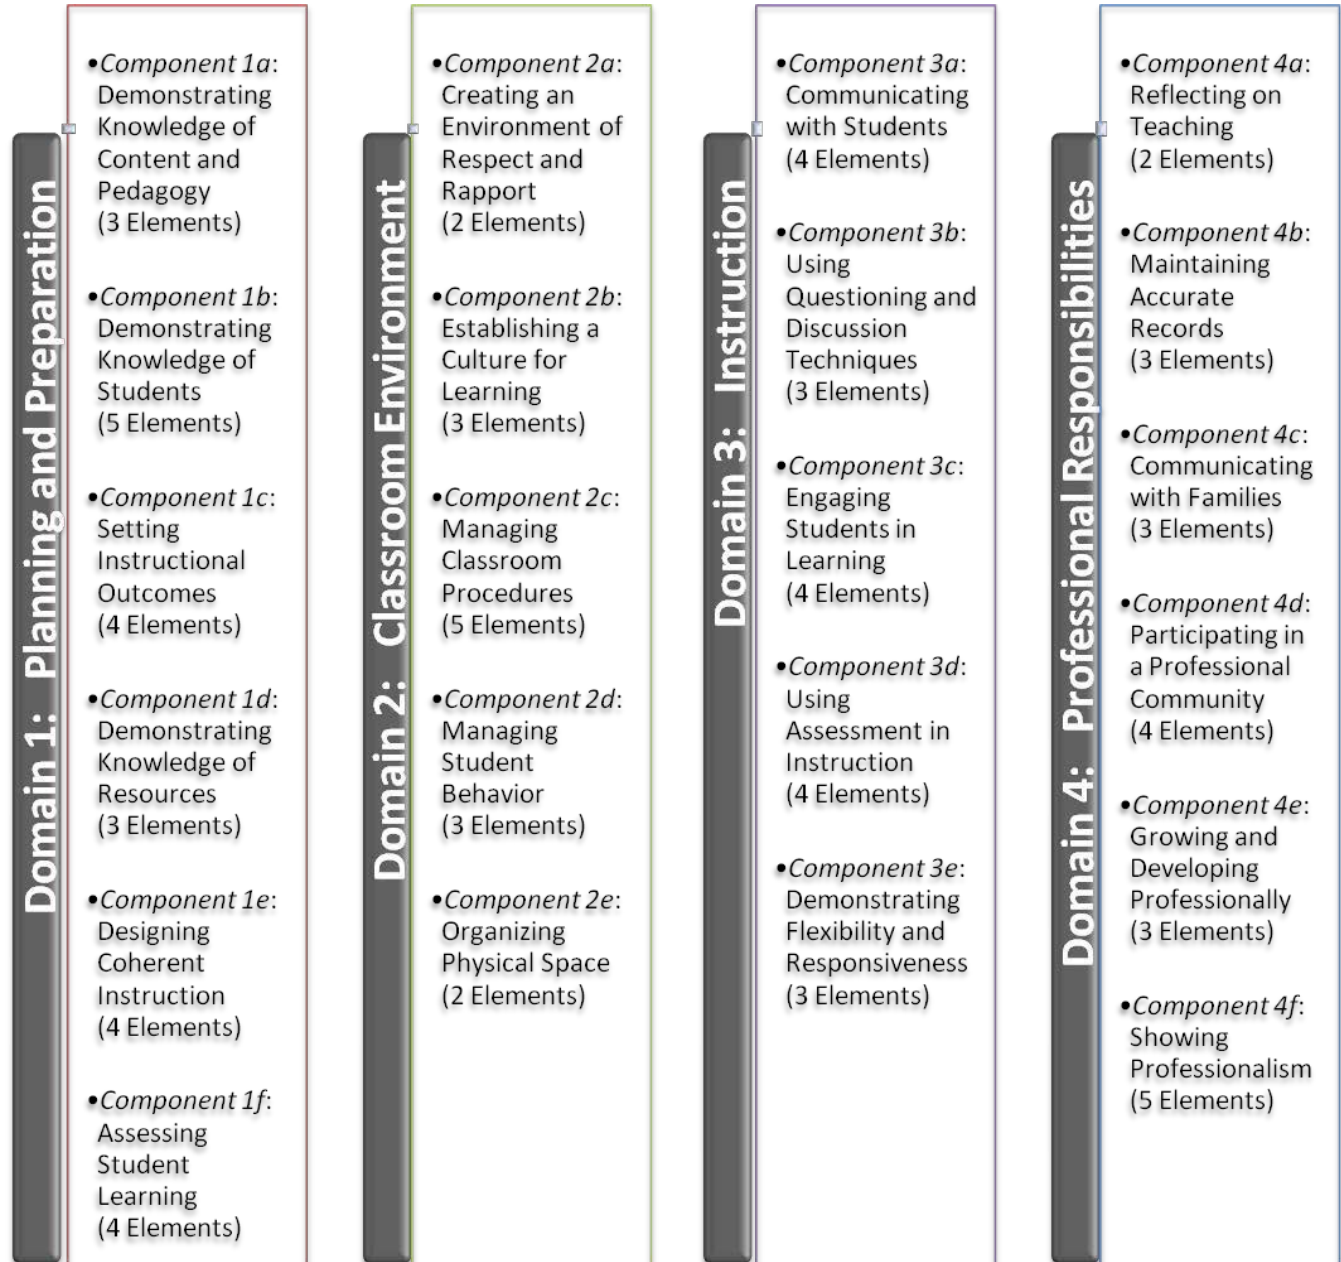 Domain 1: Planning and Preparation
•Component 1a:
Demonstrating
Knowledge of
Content and
Pedagogy
(3 Elements)
•Component 1b:
Demonstrating
Knowledge of
Students
(5 Elements)
•Component 1c:
Setting
Instructional
Outcomes
(4 Elements)
•Component 1d:
Demonstrating
Knowledge of
Resources
(3 Elements)
•Component 1e:
Designing
Coherent
Instruction
(4 Elements)
•Component 1f:
Assessing
Student
Learning
(4 Elements)
Domain 2: Classroom Environment
•Component 2a:
Creating an
Environment of
Respect and
Rapport
(2 Elements)
•Component 2b:
Establishing a
Culture for
Learning
(3 Elements)
•Component 2c:
Managing
Classroom
Procedures
(5 Elements)
•Component 2d:
Managing
Student
Behavior
(3 Elements)
•Component 2e:
Organizing
Physical Space
(2 Elements)
Domain 3: Instruction
•Component 3a:
Communicating
with Students
(4 Elements)
•Component 3b:
Using
Questioning and
Discussion
Techniques
(3 Elements)
•Component 3c:
Engaging
Students in
Learning
(4 Elements)
•Component 3d:
Using
Assessment in
Instruction
(4 Elements)
•Component 3e:
Demonstrating
Flexibility and
Responsiveness
(3 Elements)
Domain 4: Professional Responsibilities
•Component 4a:
Reflecting on
Teaching
(2 Elements)
•Component 4b:
Maintaining
Accurate
Records
(3 Elements)
•Component 4c:
Communicating
with Families
(3 Elements)
•Component 4d:
Participating in
a Professional
Community
(4 Elements)
•Component 4e:
Growing and
Developing
Professionally
(3 Elements)
•Component 4f:
Showing
Professionalism
(5 Elements)